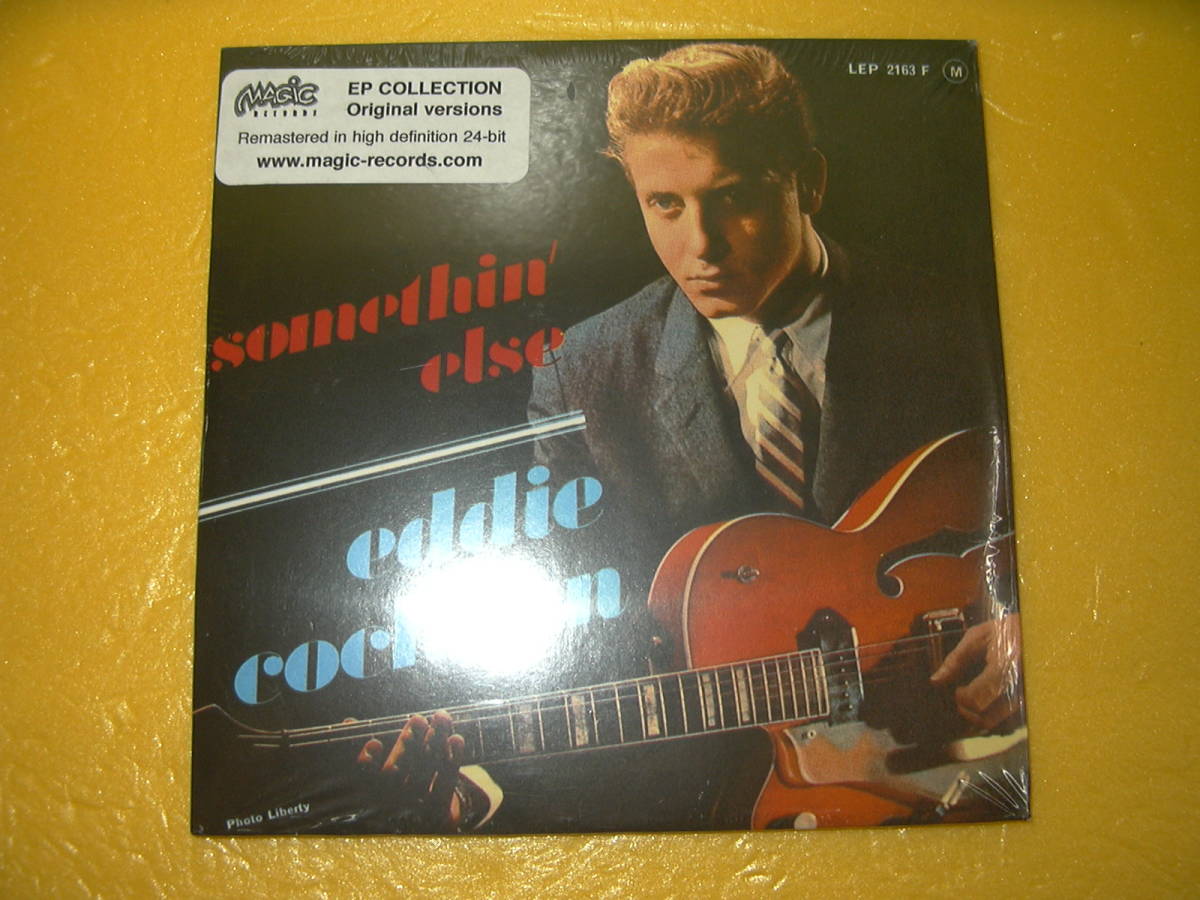 MAGIC
RECORDS
EP COLLECTION
Original versions
Remastered in high definition 24-bit
www.magic-records.com
LEP 2163 F M
somethin'
else
eddie
Photo Liberty